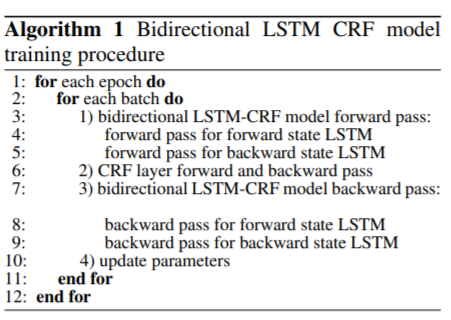 Algorithm 1 Bidirectional LSTM CRF model
training procedure
1: for each epoch do
2: for each batch do
3: 1) bidirectional LSTM-CRF model forward pass:
4: forward pass for forward state LSTM
5: forward pass for backward state LSTM
6: 2) CRF layer forward and backward pass
7: 3) bidirectional LSTM-CRF model backward pass:
8: backward pass for forward state LSTM
9: backward pass for backward state LSTM
10: 4) update parameters
11: end for
12: end for